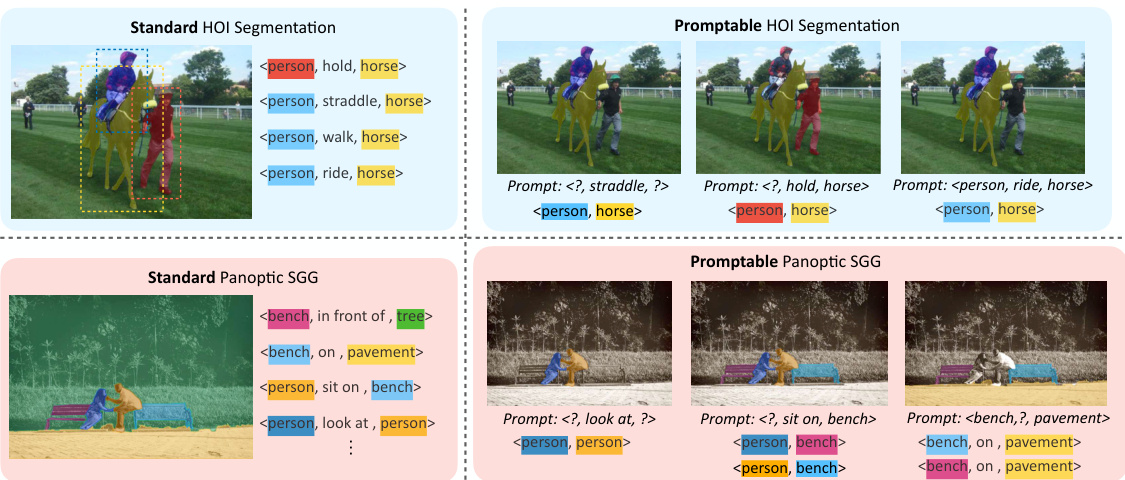 Standard HOI Segmentation
<person, hold, horse>
<person, straddle, horse>
<person, walk, horse>
<person, ride, horse>
Promptable HOI Segmentation
Prompt: <?, straddle, ?>
<person, horse>
Prompt: <?, hold, horse>
<person, horse>
Prompt: <person, ride, horse>
<person, horse>
Standard Panoptic SGG
<bench, in front of , tree>
<bench, on , pavement>
<person, sit on , bench>
<person, look at , person>
⋮
Promptable Panoptic SGG
Prompt: <?, look at, ?>
<person, person>
Prompt: <?, sit on, bench>
<person, bench>
<person, bench>
Prompt: <bench,?, pavement>
<bench, on , pavement>
<bench, on , pavement>